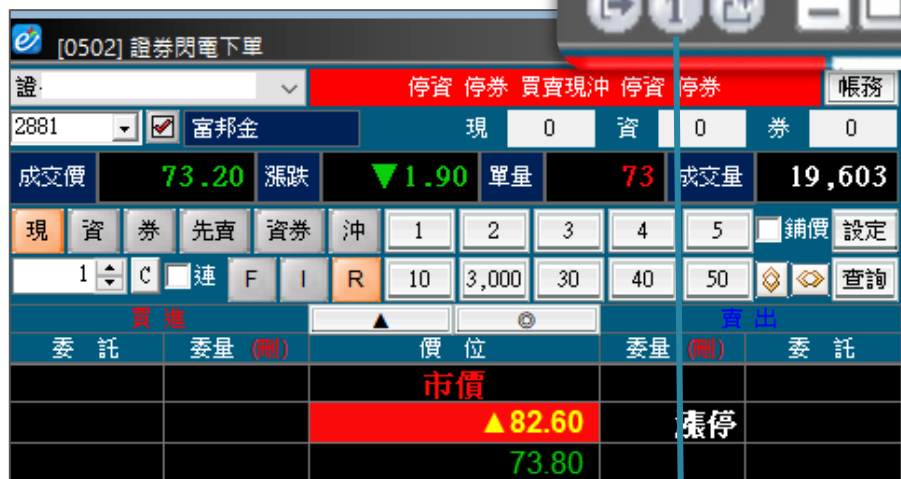 [0502] 證券閃電下單
證· 停資 停券 買賣現沖 停資 停券 帳務
2881 富邦金 現 0 資 0 券 0
成交價 73.20 漲跌 ▼1.90 單量 73 成交量 19,603
現 資 券 先賣 資券 沖 1 2 3 4 5 鋪價 設定
1 C 連 F I R 10 3,000 30 40 50 查詢
買進 ▲ ◎ 賣出
委託 委量 (刪) 價位 委量 (刪) 委託
市價
▲82.60 漲停
73.80